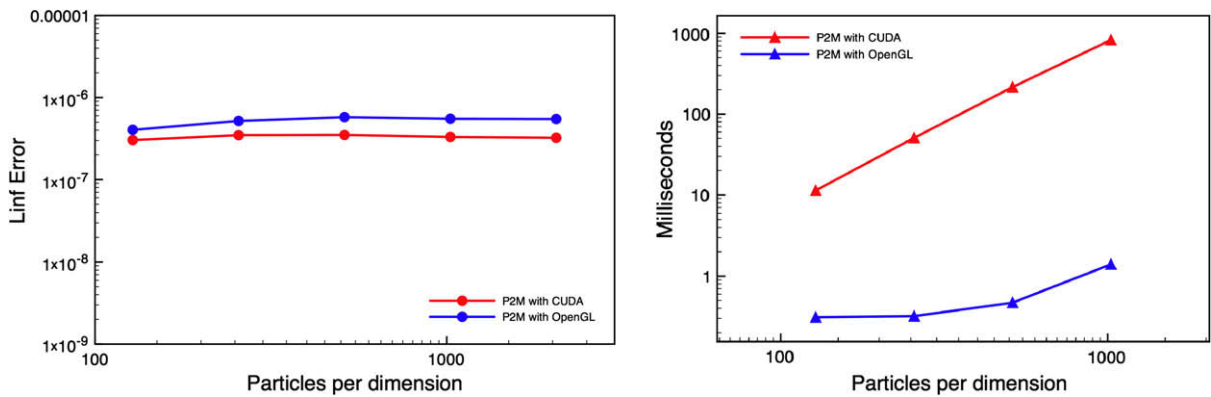 0.00001
1x10⁻⁶
1x10⁻⁷
1x10⁻⁸
1x10⁻⁹
Linf Error
P2M with CUDA
P2M with OpenGL
100
1000
Particles per dimension
1000
100
10
1
Milliseconds
P2M with CUDA
P2M with OpenGL
100
1000
Particles per dimension